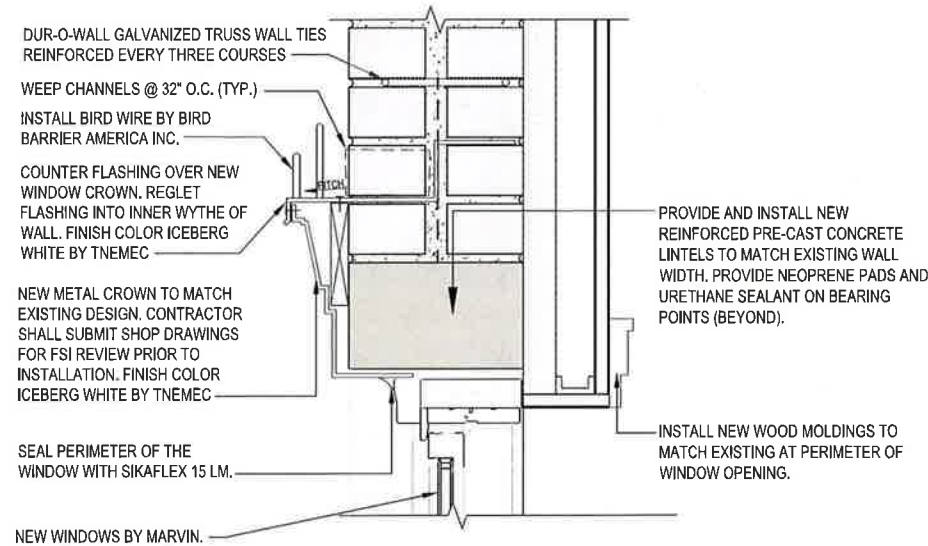 DUR-O-WALL GALVANIZED TRUSS WALL TIES
REINFORCED EVERY THREE COURSES
WEEP CHANNELS @ 32" O.C. (TYP.)
INSTALL BIRD WIRE BY BIRD
BARRIER AMERICA INC.
COUNTER FLASHING OVER NEW
WINDOW CROWN. REGLET
FLASHING INTO INNER WYTHE OF
WALL. FINISH COLOR ICEBERG
WHITE BY TNEMEC
PITCH
NEW METAL CROWN TO MATCH
EXISTING DESIGN. CONTRACTOR
SHALL SUBMIT SHOP DRAWINGS
FOR FSI REVIEW PRIOR TO
INSTALLATION. FINISH COLOR
ICEBERG WHITE BY TNEMEC
SEAL PERIMETER OF THE
WINDOW WITH SIKAFLEX 15 LM.
NEW WINDOWS BY MARVIN.
PROVIDE AND INSTALL NEW
REINFORCED PRE-CAST CONCRETE
LINTELS TO MATCH EXISTING WALL
WIDTH. PROVIDE NEOPRENE PADS AND
URETHANE SEALANT ON BEARING
POINTS (BEYOND).
INSTALL NEW WOOD MOLDINGS TO
MATCH EXISTING AT PERIMETER OF
WINDOW OPENING.